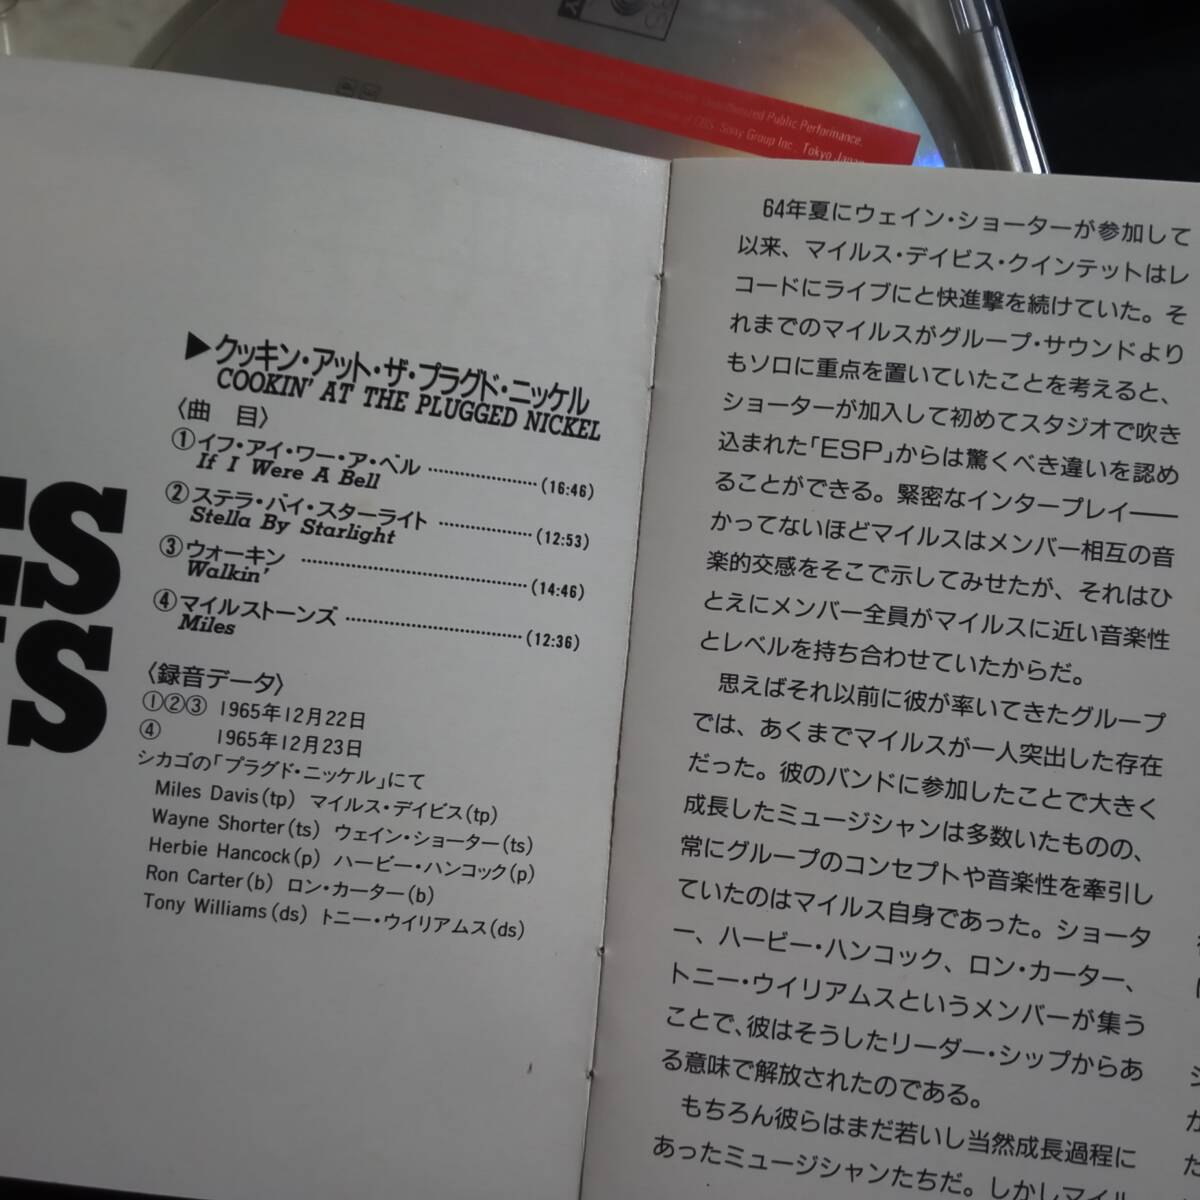 Unauthorized Public Performance.
of CBS. Sony Group Inc., Tokyo Japan
ES
IS
▶クッキン・アット・ザ・プラグド・ニッケル
COOKIN' AT THE PLUGGED NICKEL
〈曲 目〉
①イフ・アイ・ワー・ア・ベル …………(16:46)
If I Were A Bell
②ステラ・バイ・スターライト …………(12:53)
Stella By Starlight
③ウォーキン …………(14:46)
Walkin'
④マイルストーンズ …………(12:36)
Miles
〈録音データ〉
①②③ 1965年12月22日
④ 1965年12月23日
シカゴの「プラグド・ニッケル」にて
Miles Davis(tp) マイルス・デイビス(tp)
Wayne Shorter(ts) ウェイン・ショーター(ts)
Herbie Hancock(p) ハービー・ハンコック(p)
Ron Carter(b) ロン・カーター(b)
Tony Williams(ds) トニー・ウイリアムス(ds)
64年夏にウェイン・ショーターが参加して
以来、マイルス・デイビス・クインテットはレ
コードにライブにと快進撃を続けていた。そ
れまでのマイルスがグループ・サウンドより
もソロに重点を置いていたことを考えると、
ショーターが加入して初めてスタジオで吹き
込まれた「ESP」からは驚くべき違いを認め
ることができる。緊密なインタープレイ——
かってないほどマイルスはメンバー相互の音
楽的交感をそこで示してみせたが、それはひ
とえにメンバー全員がマイルスに近い音楽性
とレベルを持ち合わせていたからだ。
思えばそれ以前に彼が率いてきたグループ
では、あくまでマイルスが一人突出した存在
だった。彼のバンドに参加したことで大きく
成長したミュージシャンは多数いたものの、
常にグループのコンセプトや音楽性を牽引し
ていたのはマイルス自身であった。ショータ
ー、ハービー・ハンコック、ロン・カーター、
トニー・ウイリアムスというメンバーが集う
ことで、彼はそうしたリーダー・シップからあ
る意味で解放されたのである。
もちろん彼らはまだ若いし当然成長過程に
あったミュージシャンたちだ。しかしマイル